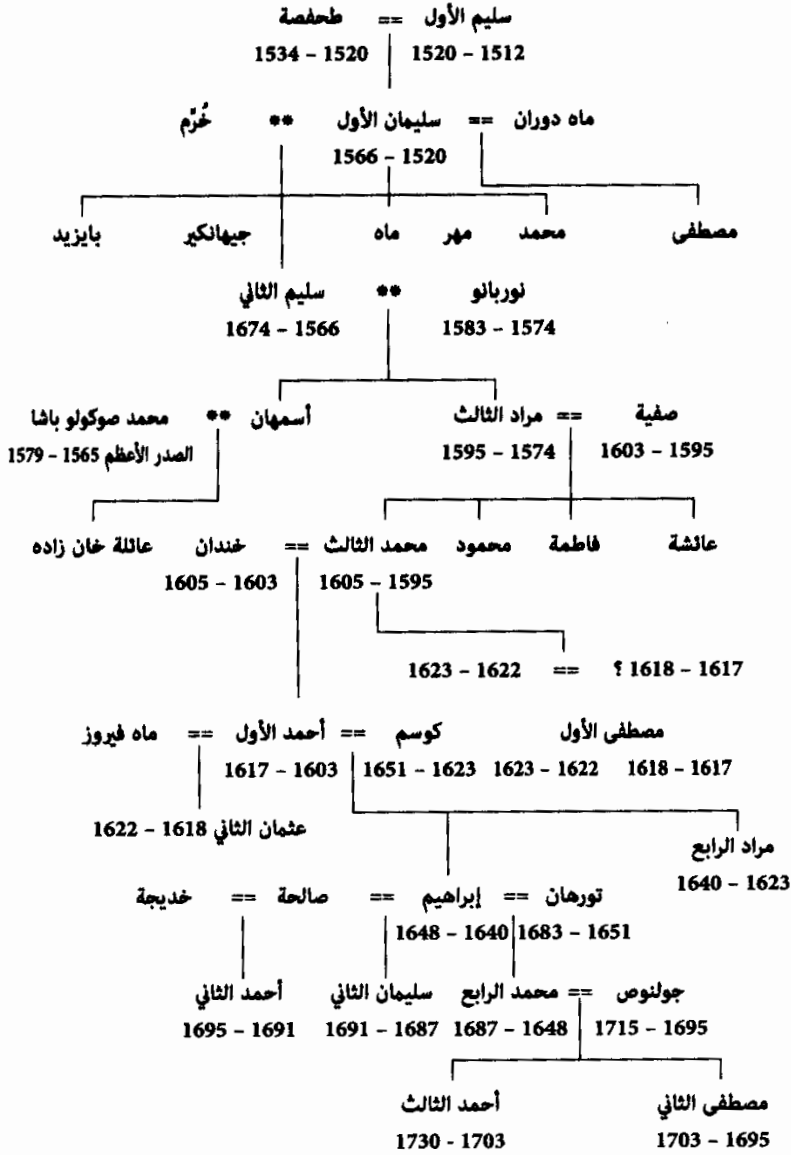 سليم الأول == طحفصة
1512 – 1520 1520 – 1534
ماه دوران == سليمان الأول ** خُرَّم
1520 – 1566
مصطفى محمد مهر ماه جيهانكير بايزيد
نوربانو ** سليم الثاني
1574 – 1583 1566 – 1674
صفية == مراد الثالث أسمهان ** محمد صوكولو باشا
1595 – 1603 1574 – 1595 الصدر الأعظم 1565 – 1579
عائشة فاطمة محمود محمد الثالث == خندان عائلة خان زاده
1595 – 1605 1603 – 1605
1617 – 1618 ؟ == 1622 – 1623
مصطفى الأول كوسم == أحمد الأول == ماه فيروز
1617 – 1618 1622 – 1623 1623 – 1651 1603 – 1617
عثمان الثاني 1618 – 1622
مراد الرابع
1623 – 1640
تورهان == إبراهيم == صالحة == خديجة
1651 – 1683 1640 – 1648
جولنوص == محمد الرابع سليمان الثاني أحمد الثاني
1695 – 1715 1648 – 1687 1687 – 1691 1691 – 1695
مصطفى الثاني أحمد الثالث
1695 – 1703 1703 - 1730